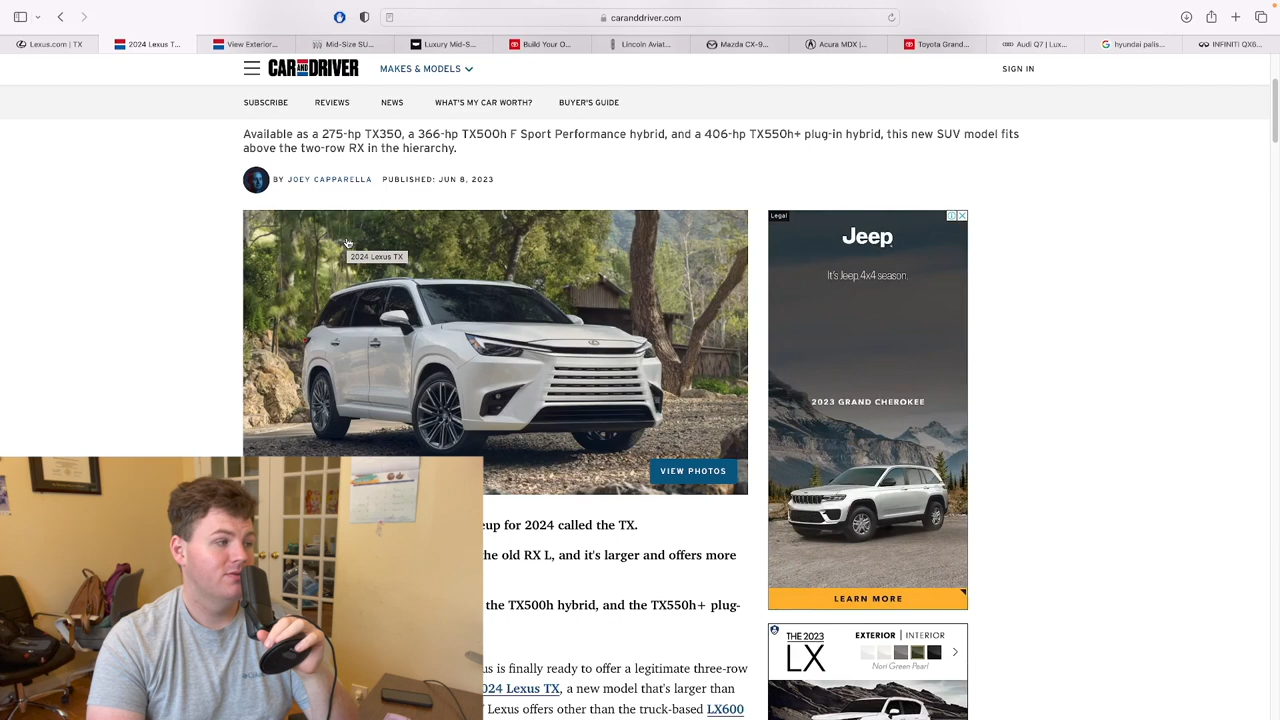 caranddriver.com
Lexus.com | TX
2024 Lexus T...
View Exterior...
Mid-Size SU...
Luxury Mid-S...
Build Your O...
Lincoln Aviat...
Mazda CX-9...
Acura MDX |...
Toyota Grand...
Audi Q7 | Lux...
hyundai palis...
INFINITI QX6...
CAR AND DRIVER
MAKES & MODELS
SIGN IN
SUBSCRIBE
REVIEWS
NEWS
WHAT'S MY CAR WORTH?
BUYER'S GUIDE
Available as a 275-hp TX350, a 366-hp TX500h F Sport Performance hybrid, and a 406-hp TX550h+ plug-in hybrid, this new SUV model fits
above the two-row RX in the hierarchy.
BY JOEY CAPPARELLA PUBLISHED: JUN 8, 2023
2024 Lexus TX
VIEW PHOTOS
Legal
Jeep
It's Jeep 4x4 season.
2023 GRAND CHEROKEE
LEARN MORE
THE 2023
LX
EXTERIOR | INTERIOR
Nori Green Pearl
eup for 2024 called the TX.
he old RX L, and it's larger and offers more
the TX500h hybrid, and the TX550h+ plug-
us is finally ready to offer a legitimate three-row
024 Lexus TX, a new model that's larger than
f Lexus offers other than the truck-based LX600